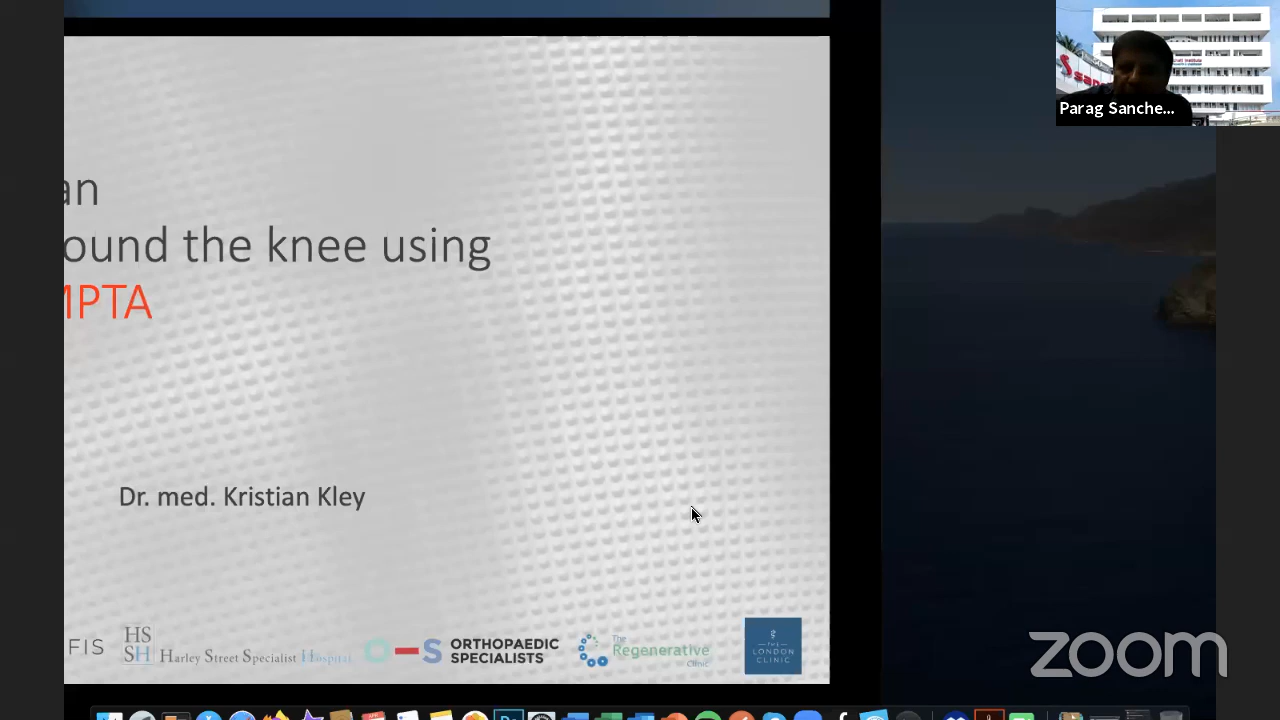 Parag Sanche...
an
ound the knee using
MPTA
Dr. med. Kristian Kley
FIS
HS
SH Harley Street Specialist Hospital
O-S ORTHOPAEDIC
SPECIALISTS
The
Regenerative
Clinic
THE
LONDON
CLINIC
zoom